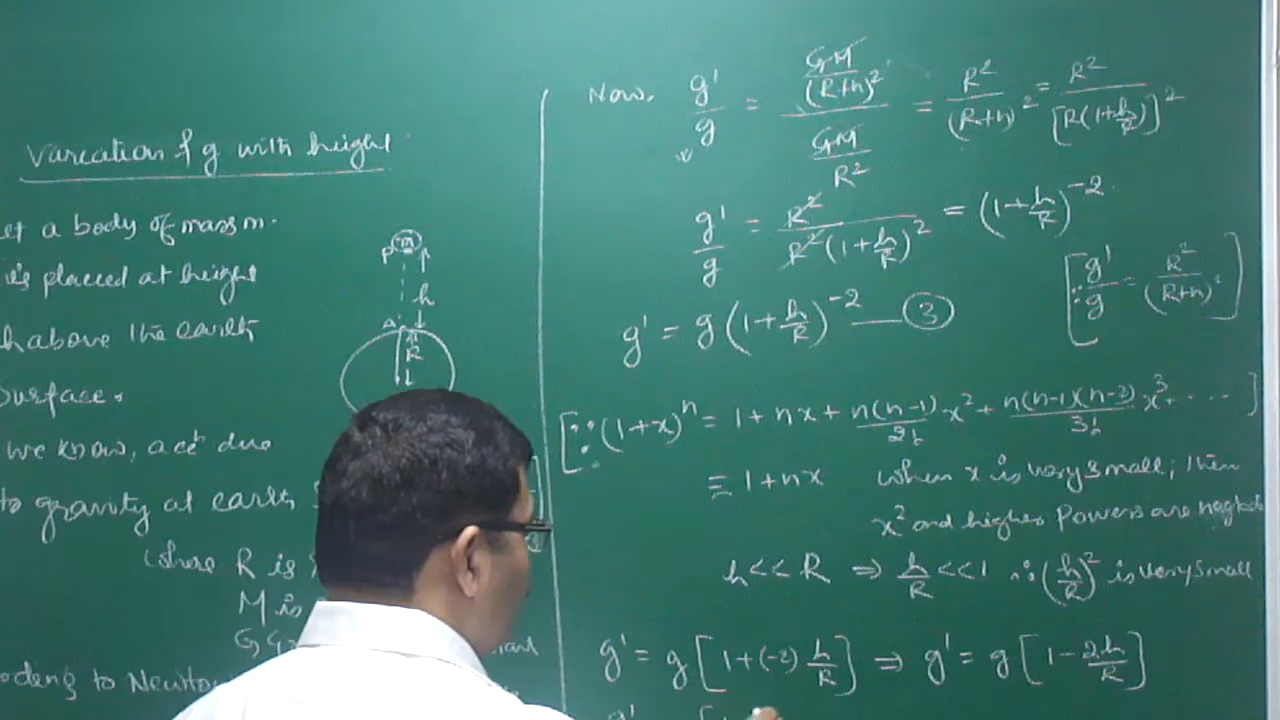 Variation of g with height
et a body of mass m.
is placed at height
h above the earth
surface.
we know, accⁿ due
to gravity at earth
where R is
M is
G,
ant
oding to Newton
P m
h
A
R
Now, g'/g = (GM/(R+h)²)/(GM/R²) = R²/(R+h)² = R²/[R(1+h/R)]²
g'/g = R²/R²(1+h/R)² = (1+h/R)⁻²
[∵ g'/g = R²/(R+h)²]
g' = g(1+h/R)⁻² — ③
[∵ (1+x)ⁿ = 1+nx+ n(n-1)/2! x² + n(n-1)(n-2)/3! x³+ .... ]
= 1+nx when x is very small, then
x² and higher Powers are neglec
h<<R ⇒ h/R <<1 ∴ (h/R)² is very small
g' = g[1+(-2) h/R] ⇒ g' = g[1-2h/R]
g' [